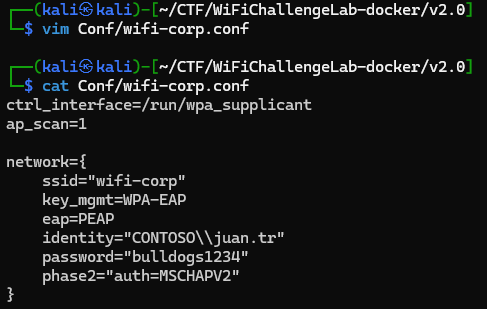 ┌──(kali㉿kali)-[~/CTF/WiFiChallengeLab-docker/v2.0]
└─$ vim Conf/wifi-corp.conf
┌──(kali㉿kali)-[~/CTF/WiFiChallengeLab-docker/v2.0]
└─$ cat Conf/wifi-corp.conf
ctrl_interface=/run/wpa_supplicant
ap_scan=1
network={
    ssid="wifi-corp"
    key_mgmt=WPA-EAP
    eap=PEAP
    identity="CONTOSO\\juan.tr"
    password="bulldogs1234"
    phase2="auth=MSCHAPV2"
}